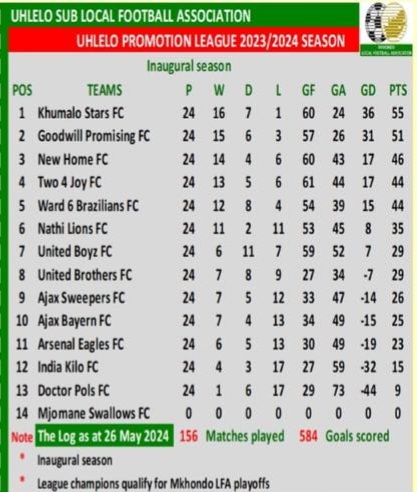 UHLELO SUB LOCAL FOOTBALL ASSOCIATION
UHLELO PROMOTION LEAGUE 2023/2024 SEASON
MKHONDO
LOCAL FOOTBALL ASSOCIATION
Inaugural season
POS TEAMS P W D L GF GA GD PTS
1 Khumalo Stars FC 24 16 7 1 60 24 36 55
2 Goodwill Promising FC 24 15 6 3 57 26 31 51
3 New Home FC 24 14 4 6 60 43 17 46
4 Two 4 Joy FC 24 13 5 6 61 44 17 44
5 Ward 6 Brazilians FC 24 12 8 4 54 39 15 44
6 Nathi Lions FC 24 11 2 11 53 45 8 35
7 United Boyz FC 24 6 11 7 59 52 7 29
8 United Brothers FC 24 7 8 9 27 34 -7 29
9 Ajax Sweepers FC 24 7 5 12 33 47 -14 26
10 Ajax Bayern FC 24 7 4 13 34 49 -15 25
11 Arsenal Eagles FC 24 6 5 13 30 49 -19 23
12 India Kilo FC 24 4 3 17 27 59 -32 15
13 Doctor Pols FC 24 1 6 17 29 73 -44 9
14 Mjomane Swallows FC 0 0 0 0 0 0 0 0
Note The Log as at 26 May 2024 156 Matches played 584 Goals scored
* Inaugural season
* League champions qualify for Mkhondo LFA playoffs